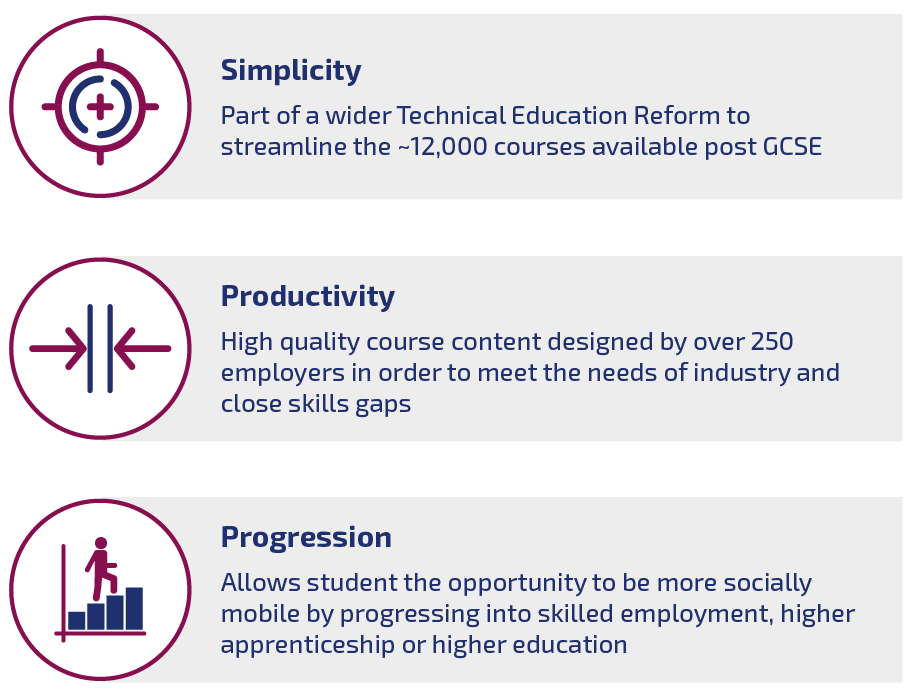 Simplicity
Part of a wider Technical Education Reform to
streamline the ~12,000 courses available post GCSE
Productivity
High quality course content designed by over 250
employers in order to meet the needs of industry and
close skills gaps
Progression
Allows student the opportunity to be more socially
mobile by progressing into skilled employment, higher
apprenticeship or higher education